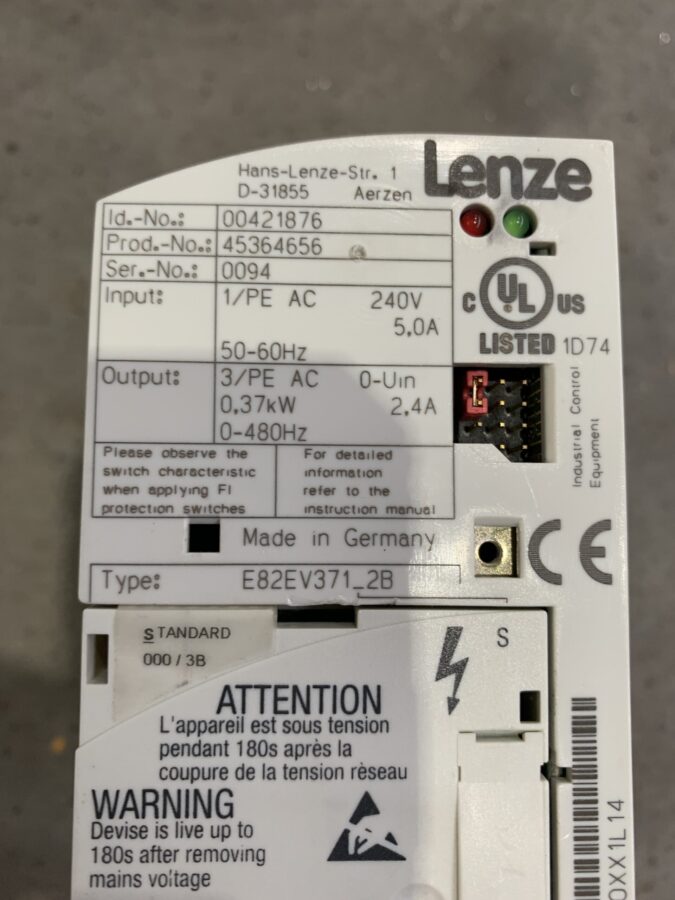 Hans-Lenze-Str. 1
D-31855 Aerzen
Lenze
Id.-No.: 00421876
Prod.-No.: 45364656
Ser.-No.: 0094
Input: 1/PE AC 240V
5,0A
50-60Hz
C UL US
LISTED 1D74
Output: 3/PE AC 0-Uin
0,37kW 2,4A
0-480Hz
Industrial Control
Equipment
Please observe the
switch characteristic
when applying FI
protection switches
For detailed
information
refer to the
instruction manual
Made in Germany
CE
Type: E82EV371_2B
STANDARD
000 / 3B
S
ATTENTION
L'appareil est sous tension
pendant 180s après la
coupure de la tension rèseau
WARNING
Devise is live up to
180s after removing
mains voltage
0XX1L14